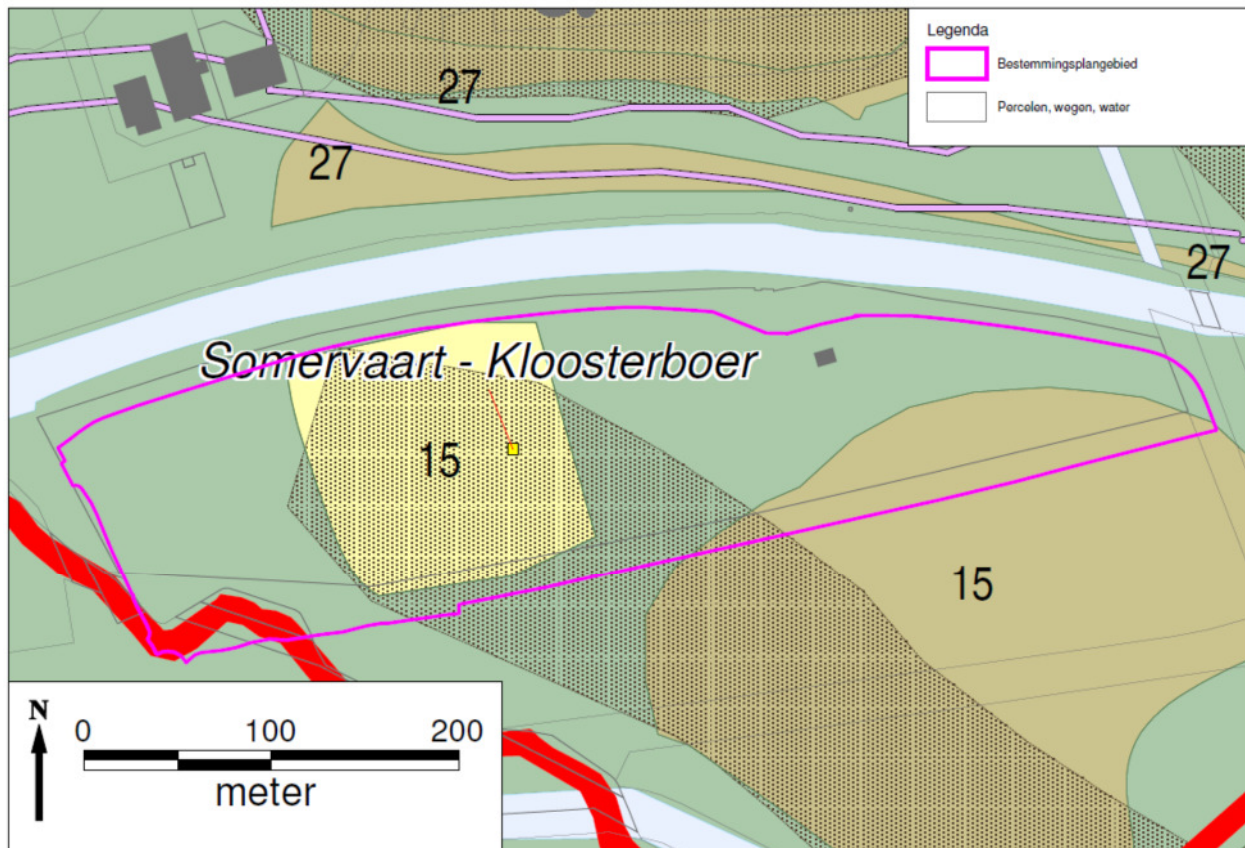 Legenda
Bestemmingsplangebied
Percelen, wegen, water
27
27
27
Somervaart - Kloosterboer
15
15
N
0 100 200
meter